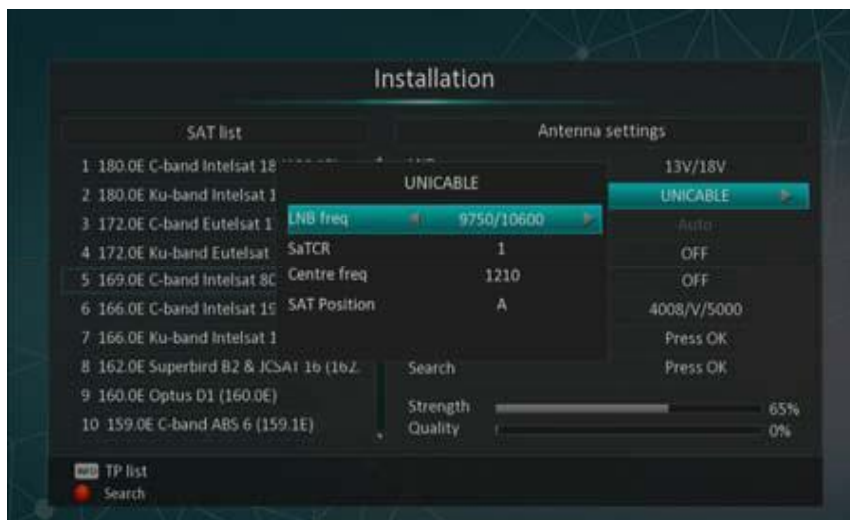 Installation
SAT list
Antenna settings
1 180.0E C-band Intelsat 18
13V/18V
2 180.0E Ku-band Intelsat 1
UNICABLE
3 172.0E C-band Eutelsat 1
Auto
4 172.0E Ku-band Eutelsat
OFF
5 169.0E C-band Intelsat 8C
OFF
6 166.0E C-band Intelsat 19
4008/V/5000
7 166.0E Ku-band Intelsat 1
Press OK
8 162.0E Superbird B2 & JCSAT 16 (162.
Search
Press OK
9 160.0E Optus D1 (160.0E)
10 159.0E C-band ABS 6 (159.1E)
Strength
65%
Quality
0%
UNICABLE
LNB freq
9750/10600
SaTCR
1
Centre freq
1210
SAT Position
A
INFO TP list
Search